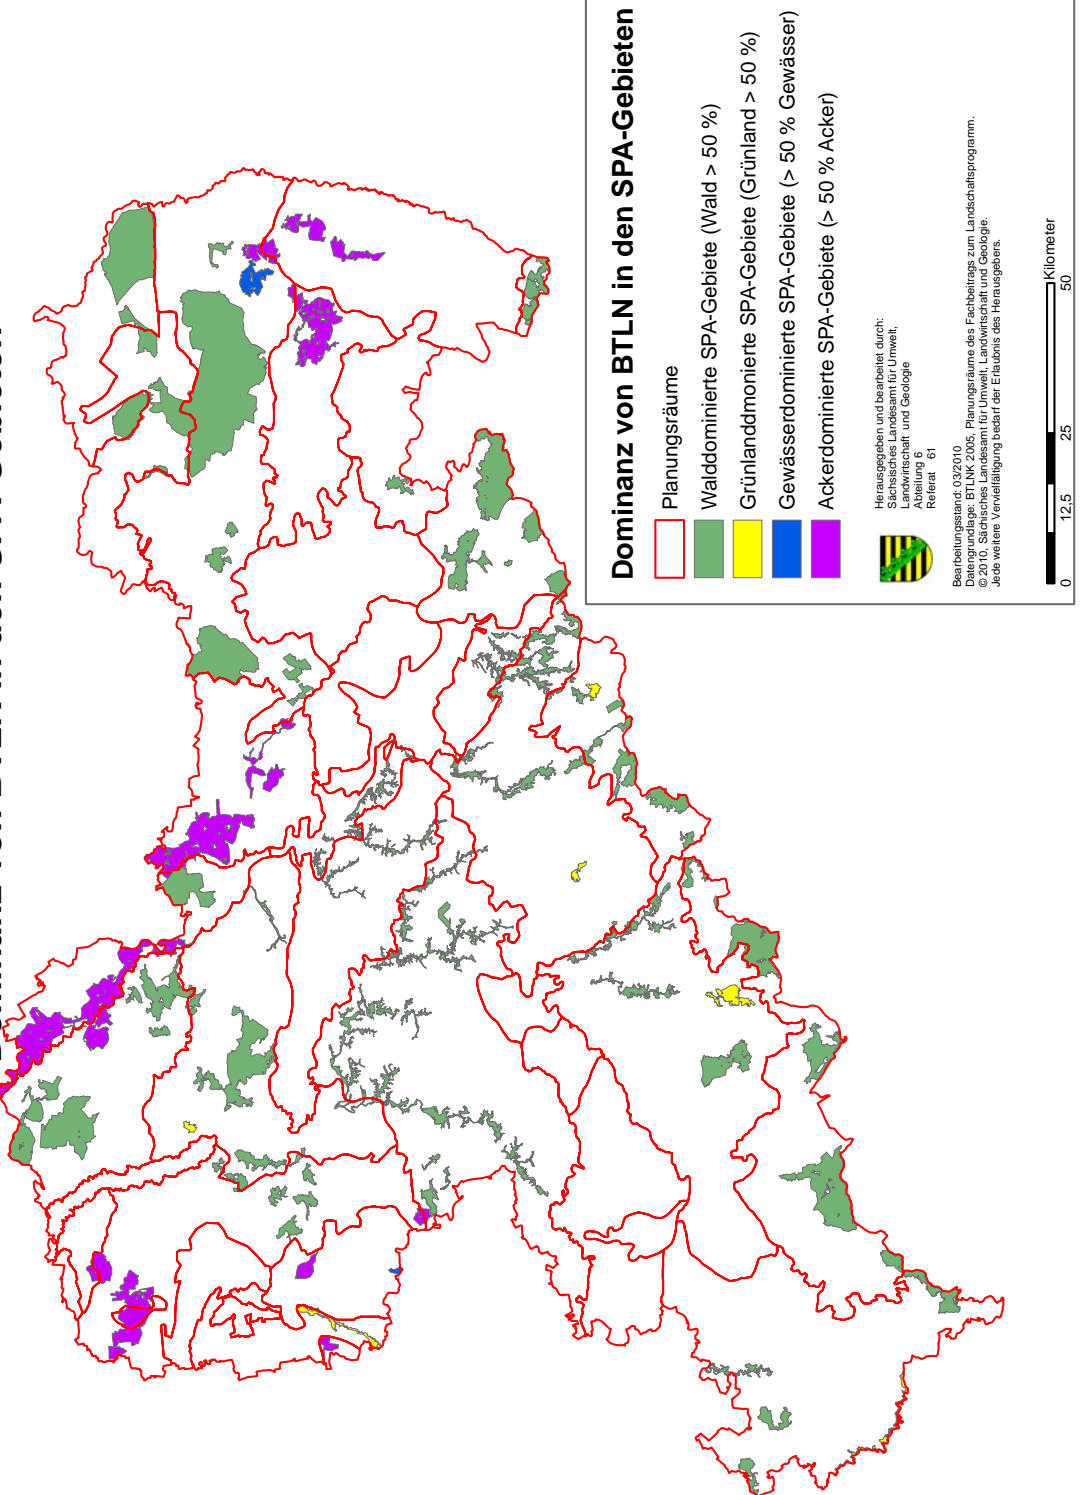 Dominanz von BTLN in den SPA-Gebieten
Planungsräume
Walddominierte SPA-Gebiete (Wald > 50 %)
Grünlanddmonierte SPA-Gebiete (Grünland > 50 %)
Gewässerdominierte SPA-Gebiete (> 50 % Gewässer)
Ackerdominierte SPA-Gebiete (> 50 % Acker)
Herausgegeben und bearbeitet durch:
Sächsisches Landesamt für Umwelt,
Landwirtschaft und Geologie
Abteilung 6
Referat 61
Bearbeitungsstand: 03/2010
Datengrundlage: BTLNK 2005, Planungsräume des Fachbeitrags zum Landschaftsprogramm.
© 2010, Sächsisches Landesamt für Umwelt, Landwirtschaft und Geologie.
Jede weitere Vervielfältigung bedarf der Erlaubnis des Herausgebers.
0 12,5 25 50
Kilometer